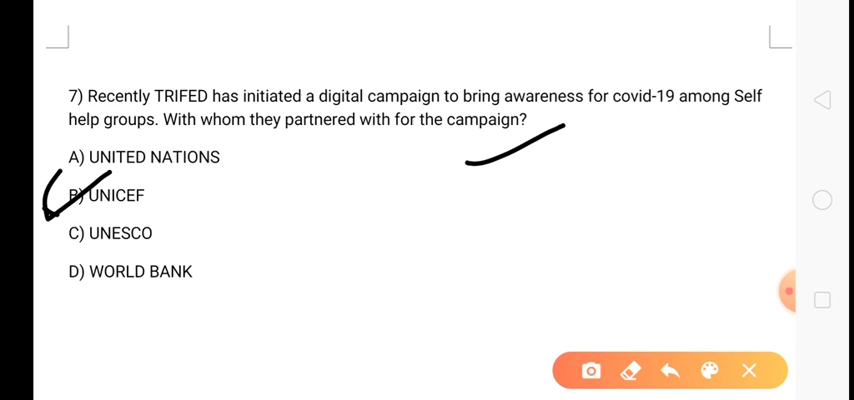 7) Recently TRIFED has initiated a digital campaign to bring awareness for covid-19 among Self
help groups. With whom they partnered with for the campaign?
A) UNITED NATIONS
B) UNICEF
C) UNESCO
D) WORLD BANK